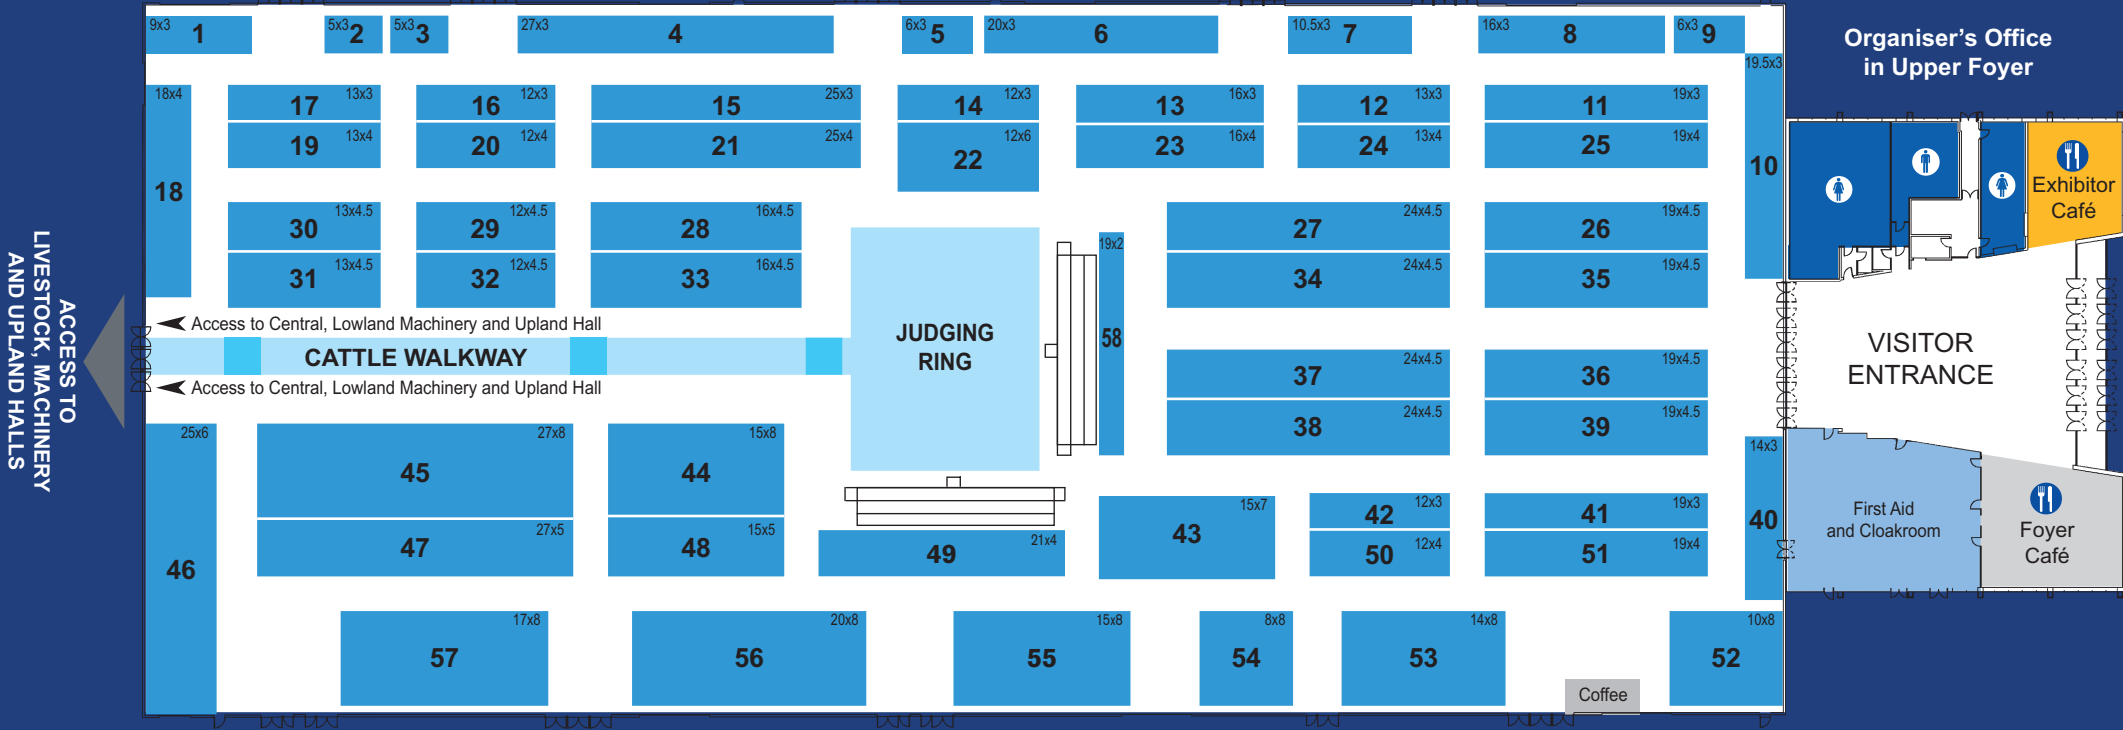 9x3 1
5x3 2
5x3 3
27x3 4
6x3 5
20x3 6
10.5x3 7
16x3 8
6x3 9
Organiser's Office
in Upper Foyer
18x4
18
17 13x3
16 12x3
15 25x3
14 12x3
13 16x3
12 13x3
11 19x3
19.5x3
10
19 13x4
20 12x4
21 25x4
22 12x6
23 16x4
24 13x4
25 19x4
Exhibitor
Café
30 13x4.5
29 12x4.5
28 16x4.5
27 24x4.5
26 19x4.5
31 13x4.5
32 12x4.5
33 16x4.5
19x2
58
34 24x4.5
35 19x4.5
ACCESS TO
LIVESTOCK, MACHINERY
AND UPLAND HALLS
Access to Central, Lowland Machinery and Upland Hall
CATTLE WALKWAY
Access to Central, Lowland Machinery and Upland Hall
JUDGING
RING
37 24x4.5
36 19x4.5
VISITOR
ENTRANCE
38 24x4.5
39 19x4.5
25x6
46
45 27x8
44 15x8
14x3
40
47 27x5
48 15x5
49 21x4
43 15x7
42 12x3
41 19x3
50 12x4
51 19x4
First Aid
and Cloakroom
Foyer
Café
57 17x8
56 20x8
55 15x8
54 8x8
53 14x8
52 10x8
Coffee